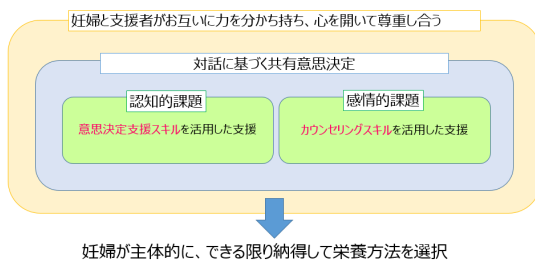 妊婦と支援者がお互いに力を分かち持ち、心を開いて尊重し合う
対話に基づく共有意思決定
認知的課題
意思決定支援スキルを活用した支援
感情的課題
カウンセリングスキルを活用した支援
妊婦が主体的に、できる限り納得して栄養方法を選択